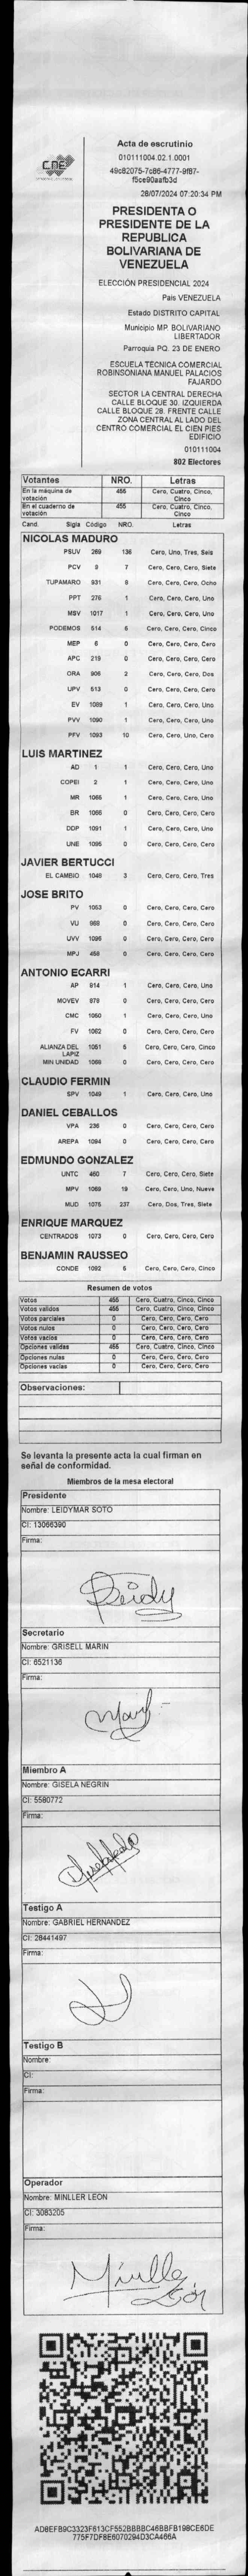 CNE
Acta de escrutinio
010111004.02.1.0001
49c82075-7c86-4777-9f87-
f5ce90aafb3d
28/07/2024 07:20:34 PM
PRESIDENTA O
PRESIDENTE DE LA
REPUBLICA
BOLIVARIANA DE
VENEZUELA
ELECCIÓN PRESIDENCIAL 2024
País VENEZUELA
Estado DISTRITO CAPITAL
Municipio MP. BOLIVARIANO
LIBERTADOR
Parroquia PQ. 23 DE ENERO
ESCUELA TÉCNICA COMERCIAL
ROBINSONIANA MANUEL PALACIOS
FAJARDO
SECTOR LA CENTRAL DERECHA
CALLE BLOQUE 30. IZQUIERDA
CALLE BLOQUE 28. FRENTE CALLE
ZONA CENTRAL AL LADO DEL
CENTRO COMERCIAL EL CIEN PIES
EDIFICIO
010111004
802 Electores
Votantes NRO. Letras
En la máquina de votación 455 Cero, Cuatro, Cinco, Cinco
En el cuaderno de votación 455 Cero, Cuatro, Cinco, Cinco
Cand. Sigla Código NRO. Letras
NICOLAS MADURO
PSUV 269 136 Cero, Uno, Tres, Seis
PCV 9 7 Cero, Cero, Cero, Siete
TUPAMARO 931 8 Cero, Cero, Cero, Ocho
PPT 276 1 Cero, Cero, Cero, Uno
MSV 1017 1 Cero, Cero, Cero, Uno
PODEMOS 514 5 Cero, Cero, Cero, Cinco
MEP 6 0 Cero, Cero, Cero, Cero
APC 219 0 Cero, Cero, Cero, Cero
ORA 906 2 Cero, Cero, Cero, Dos
UPV 513 0 Cero, Cero, Cero, Cero
EV 1089 1 Cero, Cero, Cero, Uno
PVV 1090 1 Cero, Cero, Cero, Uno
PFV 1093 10 Cero, Cero, Uno, Cero
LUIS MARTINEZ
AD 1 1 Cero, Cero, Cero, Uno
COPEI 2 1 Cero, Cero, Cero, Uno
MR 1065 1 Cero, Cero, Cero, Uno
BR 1066 0 Cero, Cero, Cero, Cero
DDP 1091 1 Cero, Cero, Cero, Uno
UNE 1095 0 Cero, Cero, Cero, Cero
JAVIER BERTUCCI
EL CAMBIO 1048 3 Cero, Cero, Cero, Tres
JOSE BRITO
PV 1053 0 Cero, Cero, Cero, Cero
VU 969 0 Cero, Cero, Cero, Cero
UVV 1096 0 Cero, Cero, Cero, Cero
MPJ 458 0 Cero, Cero, Cero, Cero
ANTONIO ECARRI
AP 914 1 Cero, Cero, Cero, Uno
MOVEV 978 0 Cero, Cero, Cero, Cero
CMC 1050 1 Cero, Cero, Cero, Uno
FV 1062 0 Cero, Cero, Cero, Cero
ALIANZA DEL LAPIZ 1051 5 Cero, Cero, Cero, Cinco
MIN UNIDAD 1068 0 Cero, Cero, Cero, Cero
CLAUDIO FERMIN
SPV 1049 1 Cero, Cero, Cero, Uno
DANIEL CEBALLOS
VPA 236 0 Cero, Cero, Cero, Cero
AREPA 1094 0 Cero, Cero, Cero, Cero
EDMUNDO GONZALEZ
UNTC 460 7 Cero, Cero, Cero, Siete
MPV 1069 19 Cero, Cero, Uno, Nueve
MUD 1075 237 Cero, Dos, Tres, Siete
ENRIQUE MARQUEZ
CENTRADOS 1073 0 Cero, Cero, Cero, Cero
BENJAMIN RAUSSEO
CONDE 1092 5 Cero, Cero, Cero, Cinco
Resumen de votos
Votos 455 Cero, Cuatro, Cinco, Cinco
Votos validos 455 Cero, Cuatro, Cinco, Cinco
Votos parciales 0 Cero, Cero, Cero, Cero
Votos nulos 0 Cero, Cero, Cero, Cero
Votos vacios 0 Cero, Cero, Cero, Cero
Opciones validas 455 Cero, Cuatro, Cinco, Cinco
Opciones nulas 0 Cero, Cero, Cero, Cero
Opciones vacias 0 Cero, Cero, Cero, Cero
Observaciones:
Se levanta la presente acta la cual firman en
señal de conformidad.
Miembros de la mesa electoral
Presidente
Nombre: LEIDYMAR SOTO
CI: 13066390
Firma:
Leidy
Secretario
Nombre: GRISELL MARIN
CI: 6521136
Firma:
Miembro A
Nombre: GISELA NEGRIN
CI: 5580772
Firma:
Testigo A
Nombre: GABRIEL HERNANDEZ
CI: 28441497
Firma:
Testigo B
Nombre:
CI:
Firma:
Operador
Nombre: MINLLER LEON
CI: 3083205
Firma:
Minlle
León
AD8EFB9C3323F613CF552BBBBC46BBFB198CE6DE
775F7DF8E6070294D3CA466A